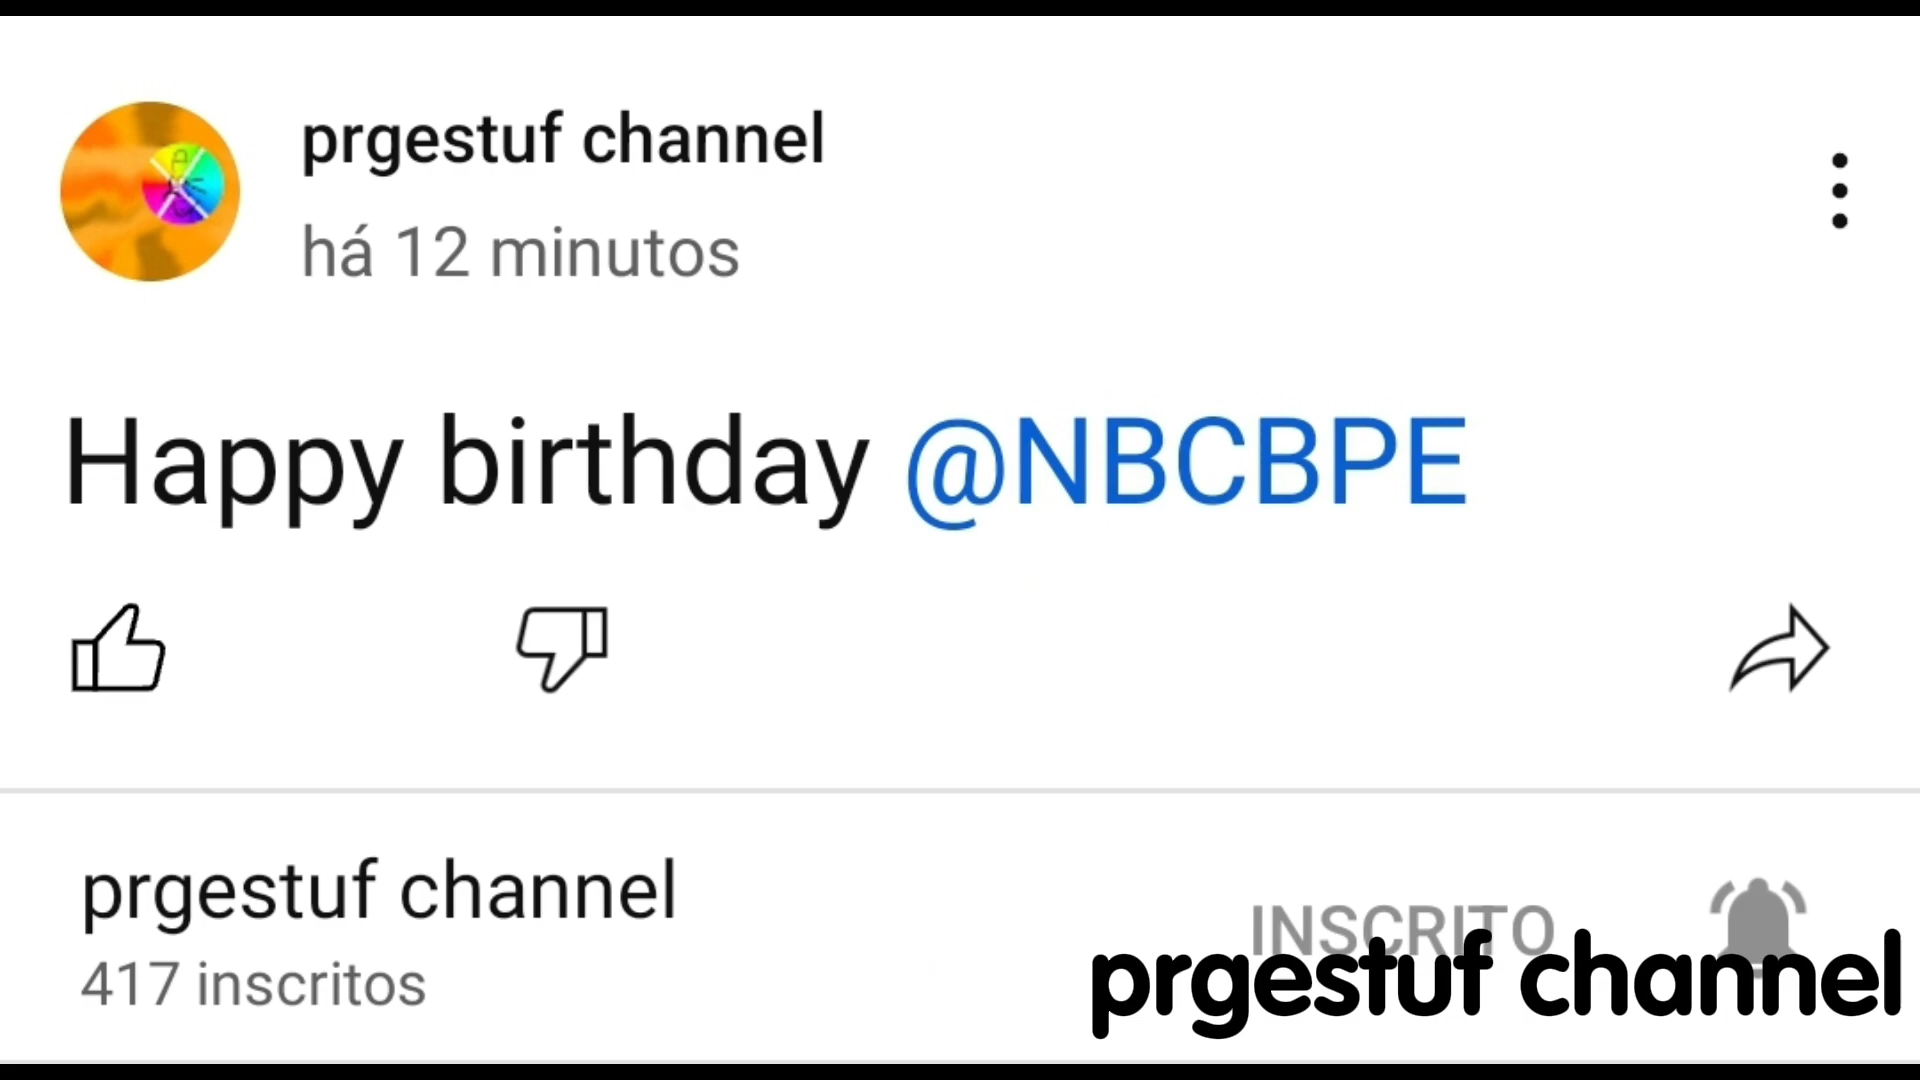 prgestuf channel
há 12 minutos
Happy birthday @NBCBPE
prgestuf channel
417 inscritos
INSCRITO
prgestuf channel